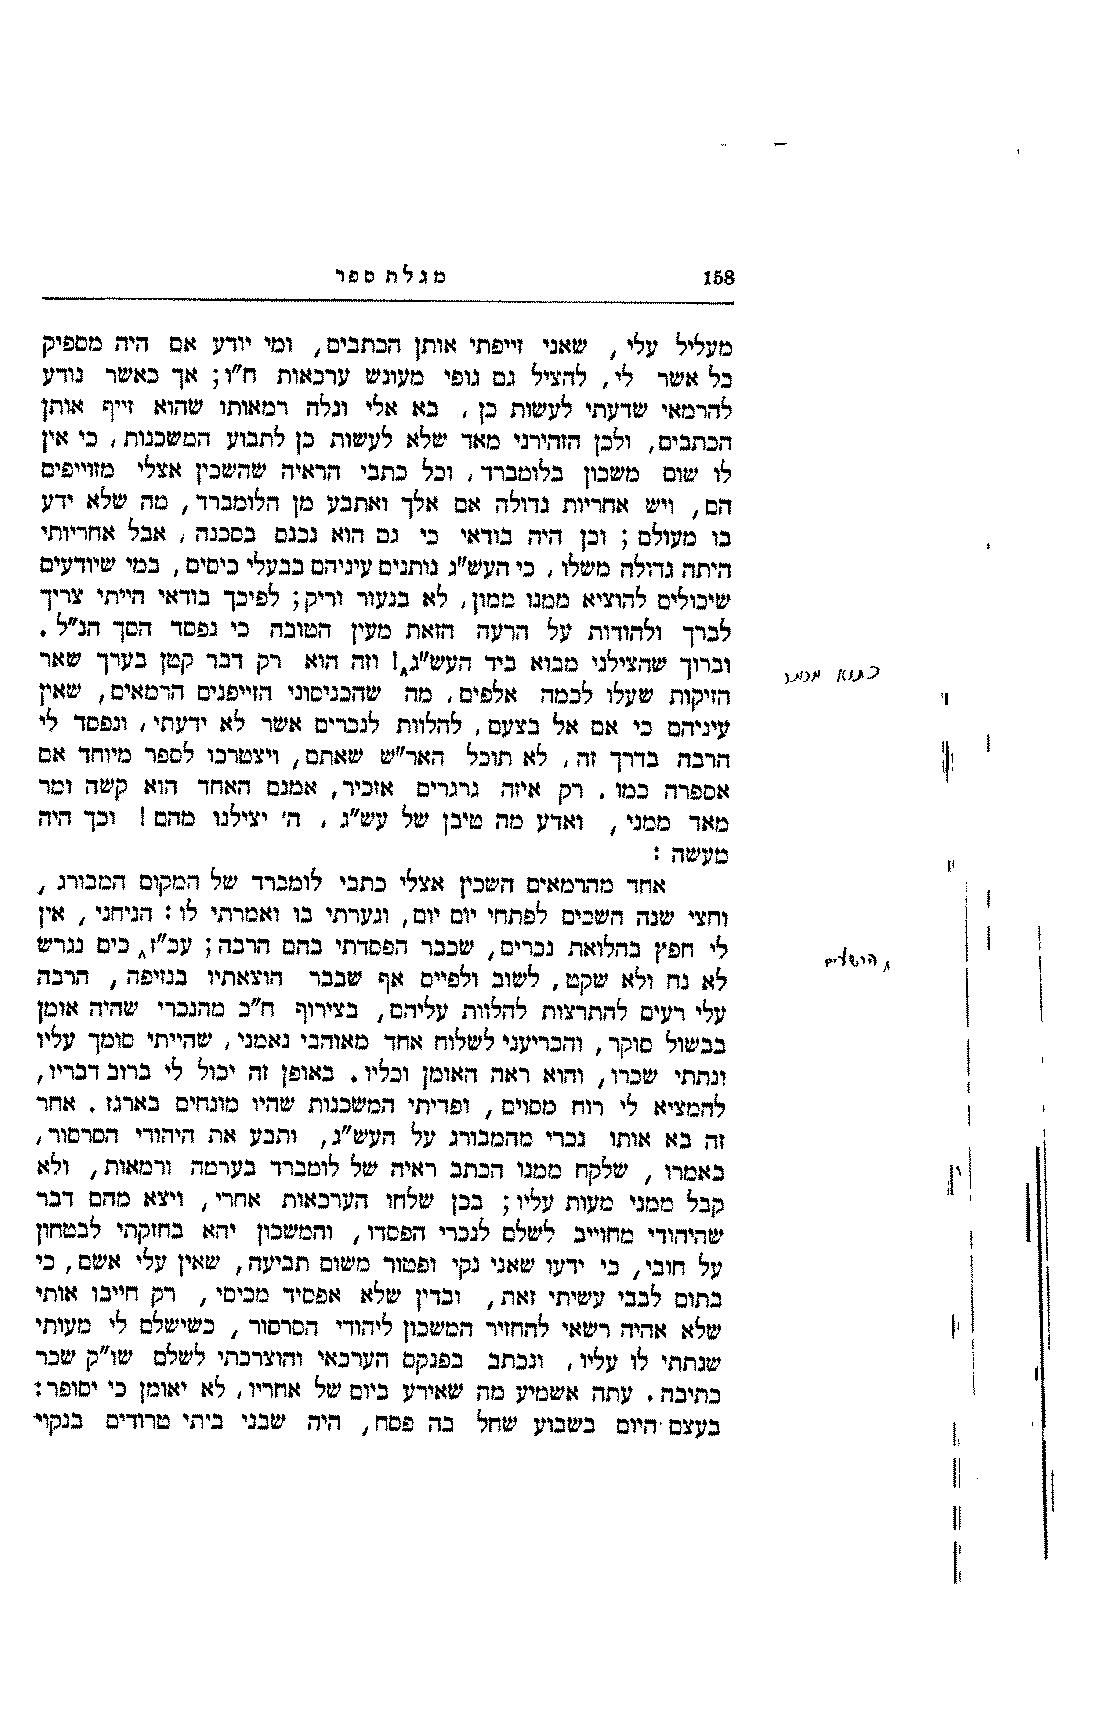 158 מגלת ספר
מעליל עלי, שאני זייפתי אותן הכתבים, ומי יודע אם היה מספיק
כל אשר לי, להציל גם גופי מעונש ערכאות ח"ו; אך כאשר נודע
להרמאי שדעתי לעשות כן, בא אלי וגלה רמאותו שהוא זייף אותן
הכתבים, ולכן הזהירני מאד שלא לעשות כן לתבוע המשכנות, כי אין
לו שום משכון בלומברד, וכל כתבי הראיה שהשכין אצלי מזוייפים
הם, ויש אחריות גדולה אם אלך ואתבע מן הלומברד, מה שלא ידע
בו מעולם; וכן היה בודאי כי גם הוא נכנס בסכנה, אבל אחריותי
היתה גדולה משלו, כי העש"ג נותנים עיניהם בבעלי כיסים, במי שיודעים
שיכולים להוציא ממנו ממון, לא בנעור וריק; לפיכך בודאי הייתי צריך
לברך ולהודות על הרעה הזאת מעין הטובה כי נפסד הסך הנ"ל.
וברוך שהצילני מבוא ביד העש"ג! וזה הוא רק דבר קטן בערך שאר
הזיקות שעלו לכמה אלפים, מה שהכניסוני הזייפנים הרמאים, שאין
עיניהם כי אם אל בצעם, להלוות לנכרים אשר לא ידעתי, ונפסד לי
הרבה בדרך זה, לא תוכל האר"ש שאתם, ויצטרכו לספר מיוחד אם
אספרה כמו. רק איזה גרגרים אזכיר, אמנם האחד הוא קשה ומר
מאד ממני, ואדע מה טיבן של עש"ג, ה' יצילנו מהם! וכך היה
מעשה:
אחד מהרמאים השכין אצלי כתבי לומברד של המקום המבורג,
וחצי שנה השכים לפתחי יום יום, וגערתי בו ואמרתי לו: הניחני, אין
לי חפץ בהלואת נכרים, שכבר הפסדתי בהם הרבה; עכ"ז כים נגרש
לא נח ולא שקט, לשוב ולפיים אף שכבר הוצאתיו בנזיפה, הרבה
עלי רעים להתרצות להלוות עליהם, בצירוף ח"כ מהנכרי שהיה אומן
בבשול סוקר, והכריעני לשלוח אחד מאוהבי נאמני, שהייתי סומך עליו
ונתתי שכרו, והוא ראה האומן וכליו. באופן זה יכול לי ברוב דבריו,
להמציא לי רוח מסוים, ופדיתי המשכנות שהיו מונחים בארגז. אחר
זה בא אותו נכרי מהמבורג על העש"ג, ותבע את היהודי הסרסור,
באמרו, שלקח ממנו הכתב ראיה של לומברד בערמה ורמאות, ולא
קבל ממני מעות עליו; בכן שלחו הערכאות אחרי, ויצא מהם דבר
שהיהודי מחוייב לשלם לנכרי הפסדו, והמשכון יהא בחזקתי לבטחון
על חובי, כי ידעו שאני נקי ופטור משום תביעה, שאין עלי אשם, כי
בתום לבבי עשיתי זאת, ובדין שלא אפסיד מכיסי, רק חייבו אותי
שלא אהיה רשאי להחזיר המשכון ליהודי הסרסור, כשישלם לי מעותי
שנתתי לו עליו, ונכתב בפנקס הערכאי והוצרכתי לשלם שו"ק שכר
כתיבה. עתה אשמיע מה שאירע ביום של אחריו, לא יאומן כי יסופר:
בעצם היום בשבוע שחל בה פסח, היה שבני ביתי טרודים בנקוי